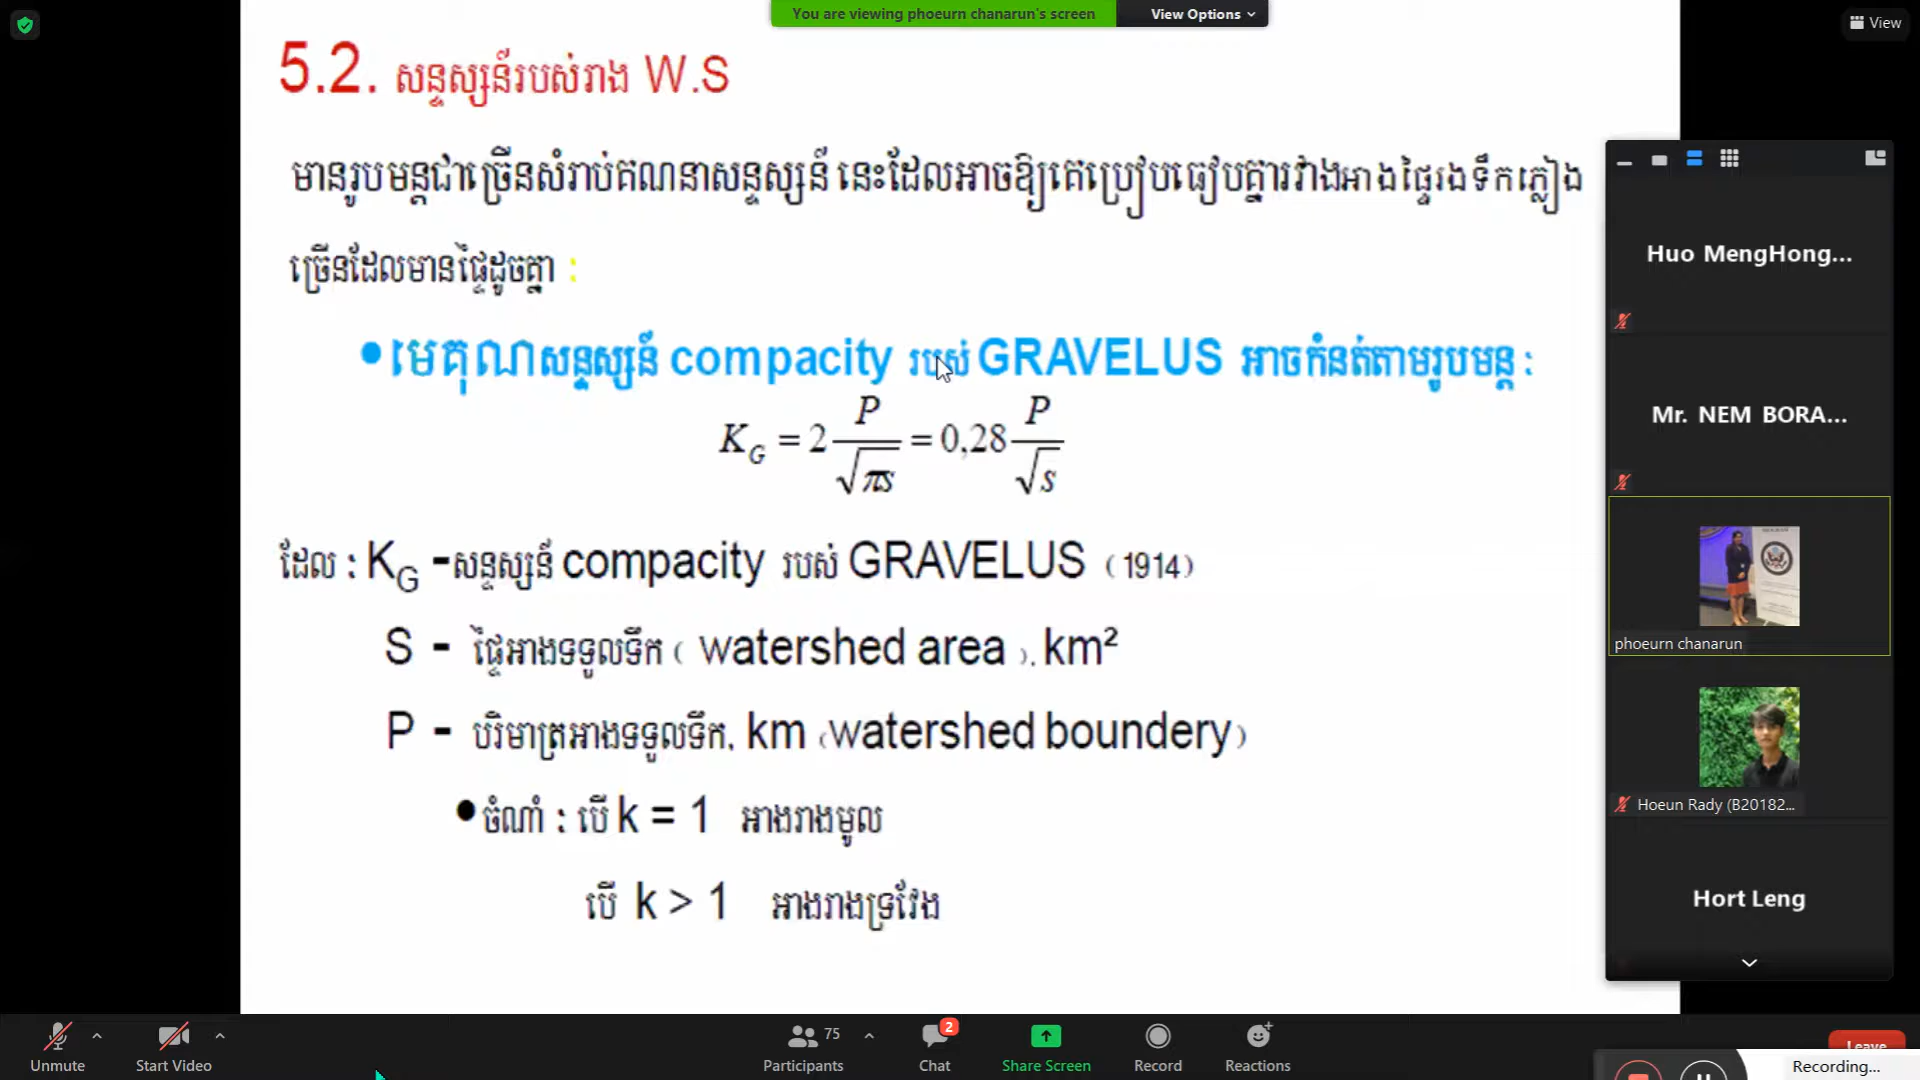 You are viewing phoeurn chanarun's screen
View Options
View
5.2. សន្ទស្សន៍របស់រាង W.S
មានរូបមន្តជាច្រើនសំរាប់គណនាសន្ទស្សន៍ នេះដែលអាចឱ្យគេប្រៀបធៀបគ្នារវាងអាងផ្ទៃរងទឹកភ្លៀង
ច្រើនដែលមានផ្ទៃដូចគ្នា :
•មេគុណសន្ទស្សន៍ compacity របស់ GRAVELUS អាចកំនត់តាមរូបមន្ត :
K_G = 2 P/√πs = 0,28 P/√s
ដែល : K_G -សន្ទស្សន៍ compacity របស់ GRAVELUS (1914)
S - ផ្ទៃអាងទទួលទឹក ( Watershed area ). km²
P - បរិមាត្រអាងទទួលទឹក. km (Watershed boundery)
•ចំណាំ : បើ k = 1 អាងរាងមូល
បើ k > 1 អាងរាងទ្រវែង
Huo MengHong...
Mr. NEM BORA...
phoeurn chanarun
Hoeun Rady (B20182...
Hort Leng
Unmute
Start Video
Participants
75
Chat
2
Share Screen
Record
Reactions
Leave
Recording...